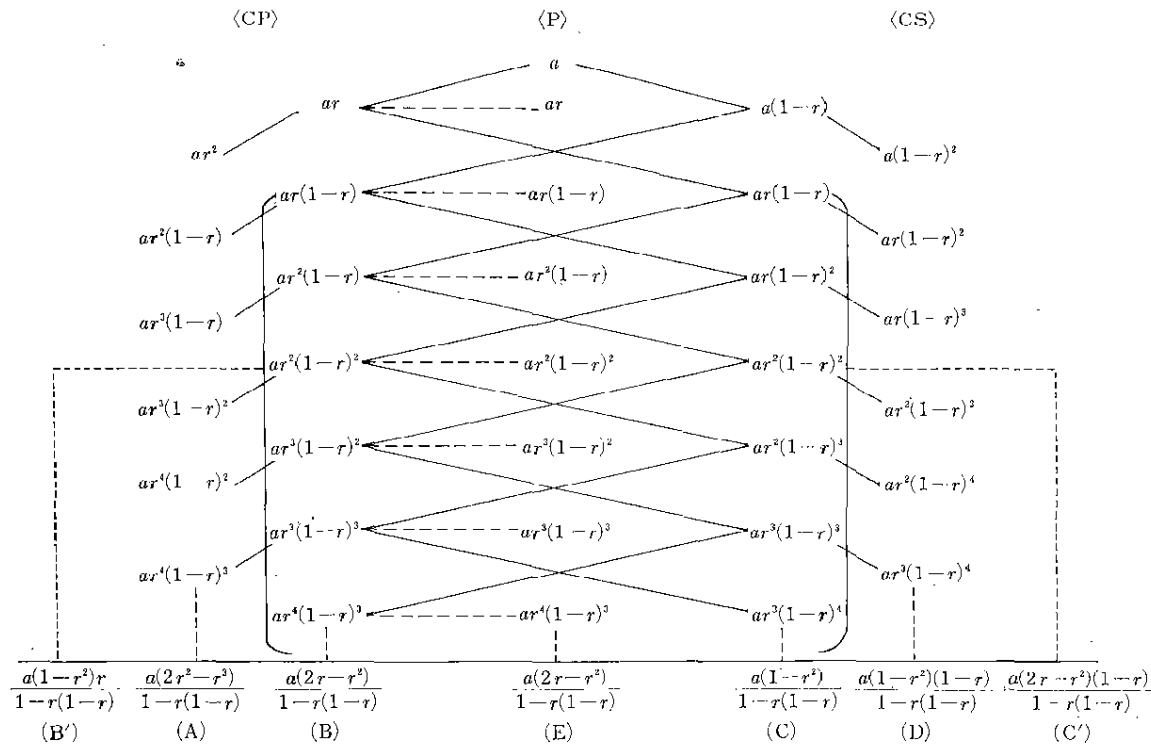 ⟨CP⟩ ⟨P⟩ ⟨CS⟩
a
ar ar a(1−r)
ar² a(1−r)²
ar(1−r) ar(1−r) ar(1−r)
ar²(1−r) ar(1−r)²
ar²(1−r) ar²(1−r) ar(1−r)²
ar³(1−r) ar(1−r)³
ar²(1−r)² ar²(1−r)² ar²(1−r)²
ar³(1−r)² ar²(1−r)³
ar³(1−r)² ar³(1−r)² ar²(1−r)³
ar⁴(1−r)² ar²(1−r)⁴
ar³(1−r)³ ar³(1−r)³ ar³(1−r)³
ar⁴(1−r)³ ar³(1−r)⁴
ar⁴(1−r)³ ar⁴(1−r)³ ar³(1−r)⁴
a(1−r²)r a(2r²−r³) a(2r−r²) a(2r−r²) a(1−r²) a(1−r²)(1−r) a(2r−r²)(1−r)
1−r(1−r) 1−r(1−r) 1−r(1−r) 1−r(1−r) 1−r(1−r) 1−r(1−r) 1−r(1−r)
(B′) (A) (B) (E) (C) (D) (C′)